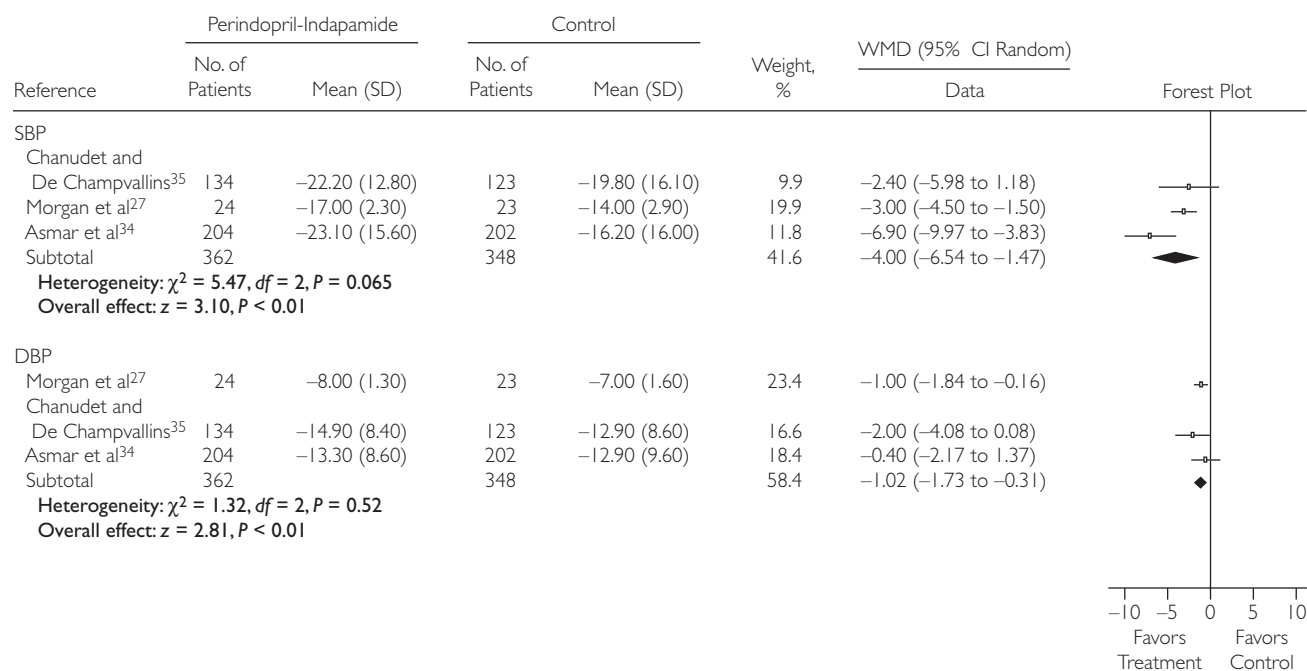 Perindopril-Indapamide Control
WMD (95% CI Random)
No. of No. of Weight,
Reference Patients Mean (SD) Patients Mean (SD) % Data Forest Plot
SBP
Chanudet and
De Champvallins³⁵ 134 –22.20 (12.80) 123 –19.80 (16.10) 9.9 –2.40 (–5.98 to 1.18)
Morgan et al²⁷ 24 –17.00 (2.30) 23 –14.00 (2.90) 19.9 –3.00 (–4.50 to –1.50)
Asmar et al³⁴ 204 –23.10 (15.60) 202 –16.20 (16.00) 11.8 –6.90 (–9.97 to –3.83)
Subtotal 362 348 41.6 –4.00 (–6.54 to –1.47)
Heterogeneity: χ² = 5.47, df = 2, P = 0.065
Overall effect: z = 3.10, P < 0.01
DBP
Morgan et al²⁷ 24 –8.00 (1.30) 23 –7.00 (1.60) 23.4 –1.00 (–1.84 to –0.16)
Chanudet and
De Champvallins³⁵ 134 –14.90 (8.40) 123 –12.90 (8.60) 16.6 –2.00 (–4.08 to 0.08)
Asmar et al³⁴ 204 –13.30 (8.60) 202 –12.90 (9.60) 18.4 –0.40 (–2.17 to 1.37)
Subtotal 362 348 58.4 –1.02 (–1.73 to –0.31)
Heterogeneity: χ² = 1.32, df = 2, P = 0.52
Overall effect: z = 2.81, P < 0.01
–10 –5 0 5 10
Favors Favors
Treatment Control